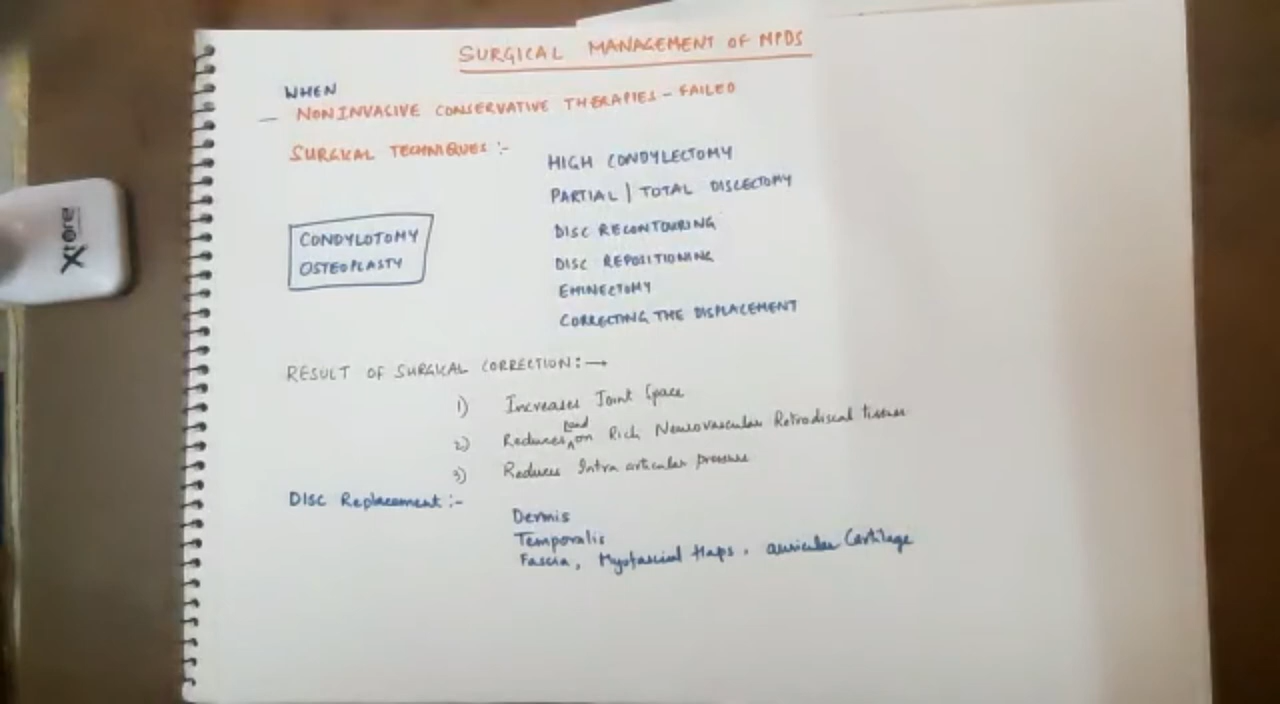 SURGICAL MANAGEMENT OF MPDS
WHEN
— NONINVASIVE CONSERVATIVE THERAPIES - FAILED
SURGICAL TECHNIQUES :-
HIGH CONDYLECTOMY
PARTIAL | TOTAL DISCECTOMY
DISC RECONTOURING
DISC REPOSITIONING
EMINECTOMY
CORRECTING THE DISPLACEMENT
CONDYLOTOMY
OSTEOPLASTY
RESULT OF SURGICAL CORRECTION: →
1) Increases Joint Space
2) Reduces load on Rich Neurovascular Retrodiscal tissues
3) Reduces Intra articular pressure
DISC Replacement :-
Dermis
Temporalis
Fascia, Myofascial flaps, auricular Cartilage
Xtore